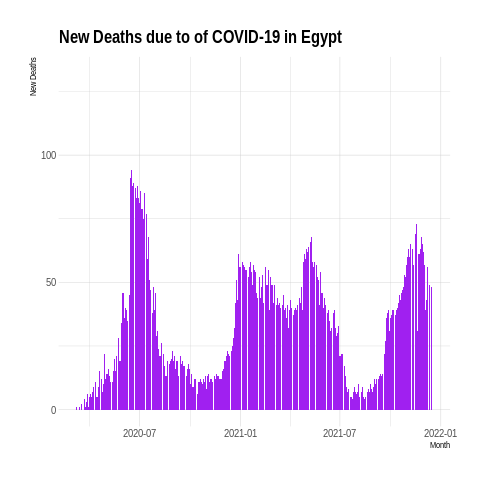 New Deaths due to of COVID-19 in Egypt
New Deaths
100
50
0
2020-07 2021-01 2021-07 2022-01
Month